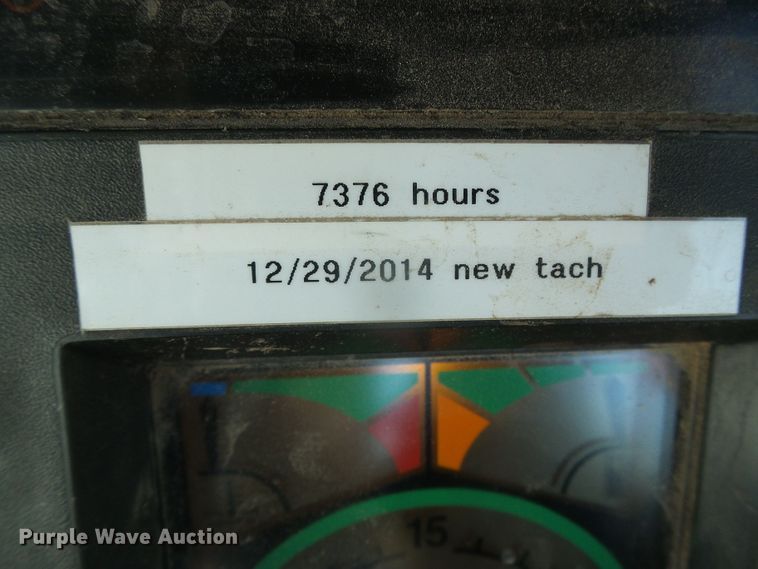 7376 hours
12/29/2014 new tach
15
Purple Wave Auction®